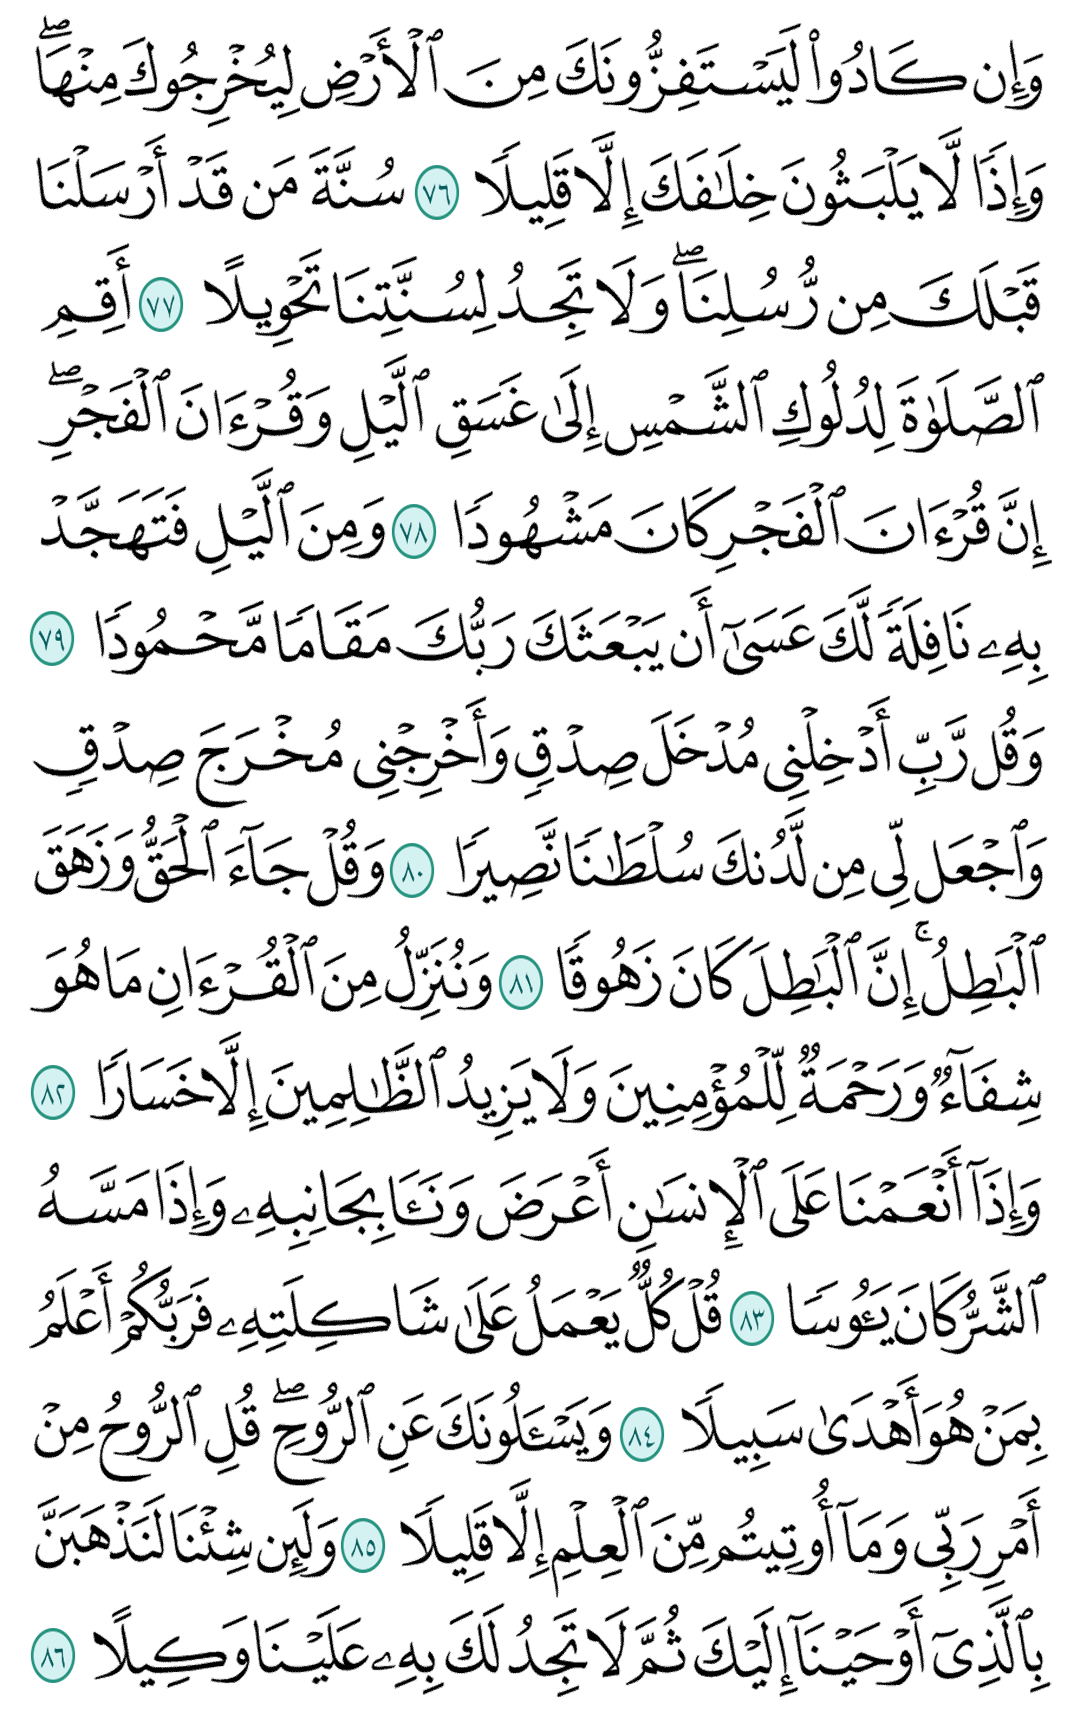 وَإِن كَادُوا۟ لَيَسْتَفِزُّونَكَ مِنَ ٱلْأَرْضِ لِيُخْرِجُوكَ مِنْهَا ۖ
وَإِذًا لَّا يَلْبَثُونَ خِلَـٰفَكَ إِلَّا قَلِيلًا ٧٦ سُنَّةَ مَن قَدْ أَرْسَلْنَا
قَبْلَكَ مِن رُّسُلِنَا ۖ وَلَا تَجِدُ لِسُنَّتِنَا تَحْوِيلًا ٧٧ أَقِمِ
ٱلصَّلَوٰةَ لِدُلُوكِ ٱلشَّمْسِ إِلَىٰ غَسَقِ ٱلَّيْلِ وَقُرْءَانَ ٱلْفَجْرِ ۖ
إِنَّ قُرْءَانَ ٱلْفَجْرِ كَانَ مَشْهُودًا ٧٨ وَمِنَ ٱلَّيْلِ فَتَهَجَّدْ
بِهِۦ نَافِلَةً لَّكَ عَسَىٰٓ أَن يَبْعَثَكَ رَبُّكَ مَقَامًا مَّحْمُودًا ٧٩
وَقُل رَّبِّ أَدْخِلْنِى مُدْخَلَ صِدْقٍ وَأَخْرِجْنِى مُخْرَجَ صِدْقٍ
وَٱجْعَل لِّى مِن لَّدُنكَ سُلْطَـٰنًا نَّصِيرًا ٨٠ وَقُلْ جَآءَ ٱلْحَقُّ وَزَهَقَ
ٱلْبَـٰطِلُ ۚ إِنَّ ٱلْبَـٰطِلَ كَانَ زَهُوقًا ٨١ وَنُنَزِّلُ مِنَ ٱلْقُرْءَانِ مَا هُوَ
شِفَآءٌ وَرَحْمَةٌ لِّلْمُؤْمِنِينَ وَلَا يَزِيدُ ٱلظَّـٰلِمِينَ إِلَّا خَسَارًا ٨٢
وَإِذَآ أَنْعَمْنَا عَلَى ٱلْإِنسَـٰنِ أَعْرَضَ وَنَـَٔا بِجَانِبِهِۦ وَإِذَا مَسَّهُ
ٱلشَّرُّ كَانَ يَـُٔوسًا ٨٣ قُلْ كُلٌّ يَعْمَلُ عَلَىٰ شَاكِلَتِهِۦ فَرَبُّكُمْ أَعْلَمُ
بِمَنْ هُوَ أَهْدَىٰ سَبِيلًا ٨٤ وَيَسْـَٔلُونَكَ عَنِ ٱلرُّوحِ ۖ قُلِ ٱلرُّوحُ مِنْ
أَمْرِ رَبِّى وَمَآ أُوتِيتُم مِّنَ ٱلْعِلْمِ إِلَّا قَلِيلًا ٨٥ وَلَئِن شِئْنَا لَنَذْهَبَنَّ
بِٱلَّذِىٓ أَوْحَيْنَآ إِلَيْكَ ثُمَّ لَا تَجِدُ لَكَ بِهِۦ عَلَيْنَا وَكِيلًا ٨٦